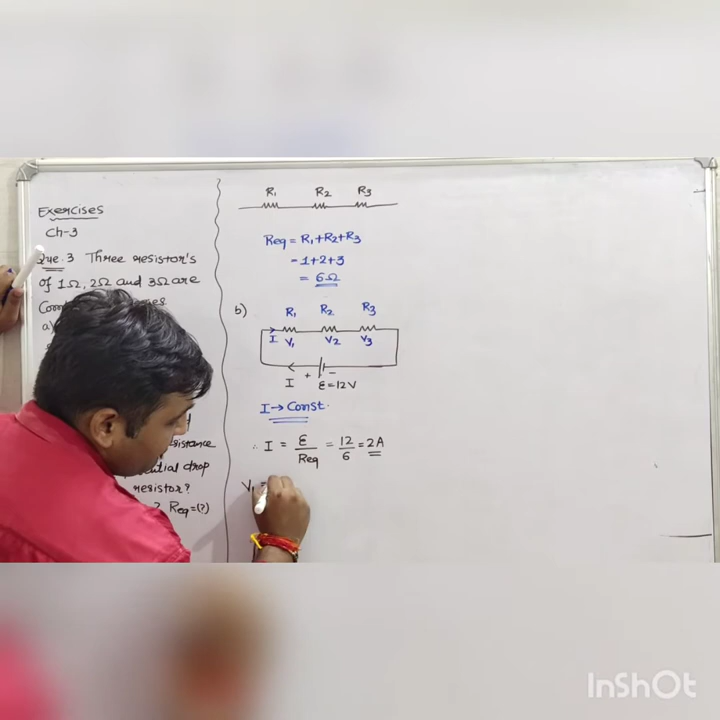 Exercises
Ch-3
Que.3 Three resistor's
of 1Ω, 2Ω and 3Ω are
a)
sistance
tial drop
resistor?
? Req=(?)
R₁ R₂ R₃
Req = R₁+R₂+R₃
= 1+2+3
= 6Ω
b)
R₁ R₂ R₃
I V₁ V₂ V₃
I + − ε=12V
I → Const.
∴ I = ε/Req = 12/6 = 2A
V₁ =
InShOt